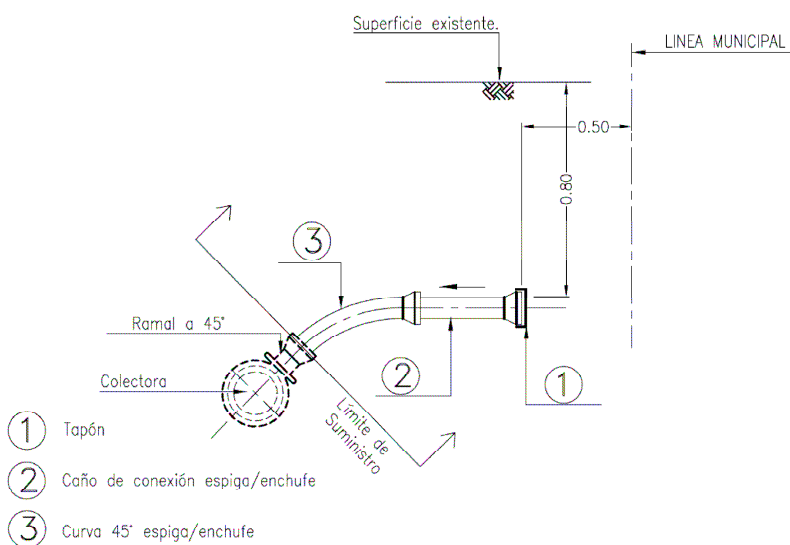 Superficie existente.
LINEA MUNICIPAL
0.50
0.80
3
Ramal a 45°
Colectora
2
1
Límite de
Suministro
1 Tapón
2 Caño de conexión espiga/enchufe
3 Curva 45° espiga/enchufe